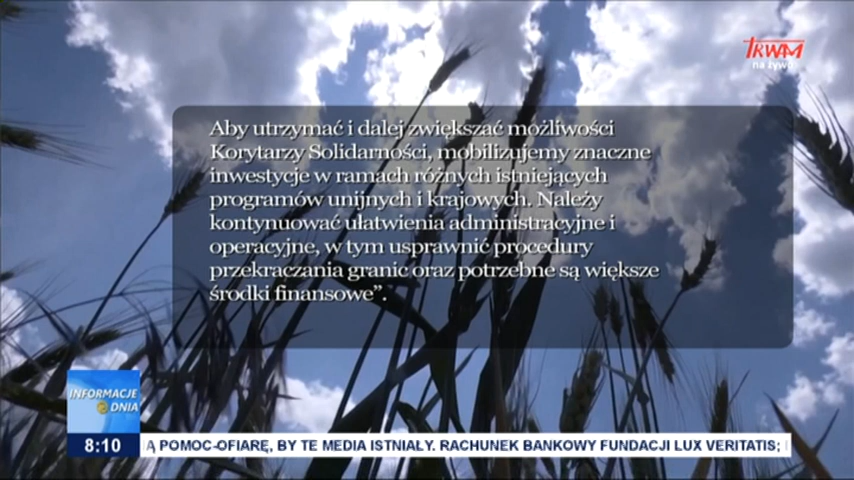 TRWAM
na żywo
Aby utrzymać i dalej zwiększać możliwości
Korytarzy Solidarności, mobilizujemy znaczne
inwestycje w ramach różnych istniejących
programów unijnych i krajowych. Należy
kontynuować ułatwienia administracyjne i
operacyjne, w tym usprawnić procedury
przekraczania granic oraz potrzebne są większe
środki finansowe”.
INFORMACJE
DNIA
8:10
Ą POMOC-OFIARĘ, BY TE MEDIA ISTNIAŁY. RACHUNEK BANKOWY FUNDACJI LUX VERITATIS;